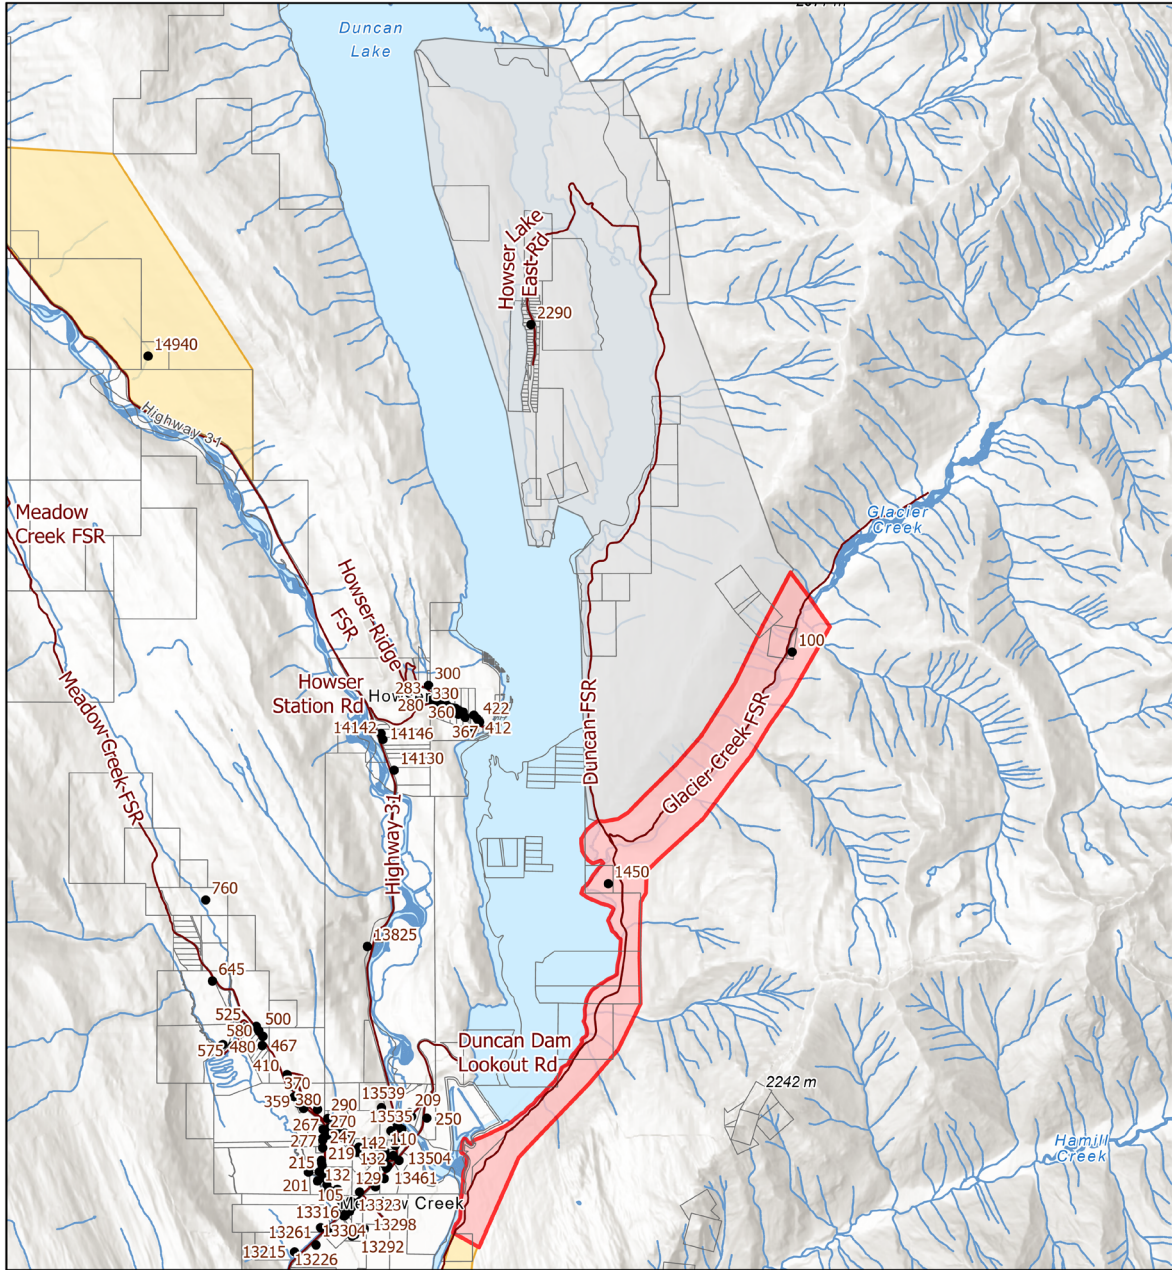 Duncan
Lake
Howser Lake
East Rd
2290
14940
Highway 31
Meadow
Creek FSR
Glacier
Creek
Howser Ridge
FSR
100
300
283
330
Howser
Station Rd
280
360
422
412
367
14142
14146
14130
Meadow Creek FSR
Duncan FSR
Glacier Creek FSR
Highway 31
1450
760
13825
645
525
500
580
575
480
467
410
Duncan Dam
Lookout Rd
2242 m
370
359
380
290
13539
209
250
13535
270
267
247
277
142
110
219
215
132
13504
132
201
129
13461
105
13323
13316
13298
13261
13304
13292
13215
13226
Hamill
Creek